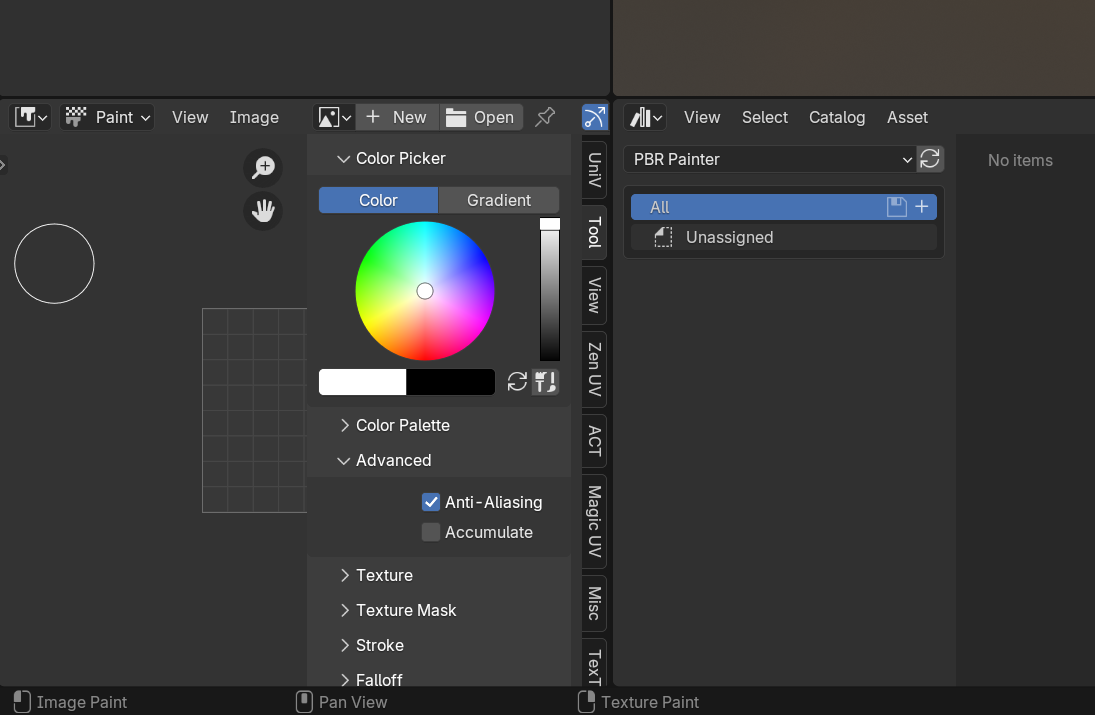 Paint View Image New Open View Select Catalog Asset
Color Picker
Color Gradient
Color Palette
Advanced
Anti-Aliasing
Accumulate
Texture
Texture Mask
Stroke
Falloff
UniV
Tool
View
Zen UV
ACT
Magic UV
Misc
TexT
PBR Painter
All
Unassigned
No items
Image Paint Pan View Texture Paint